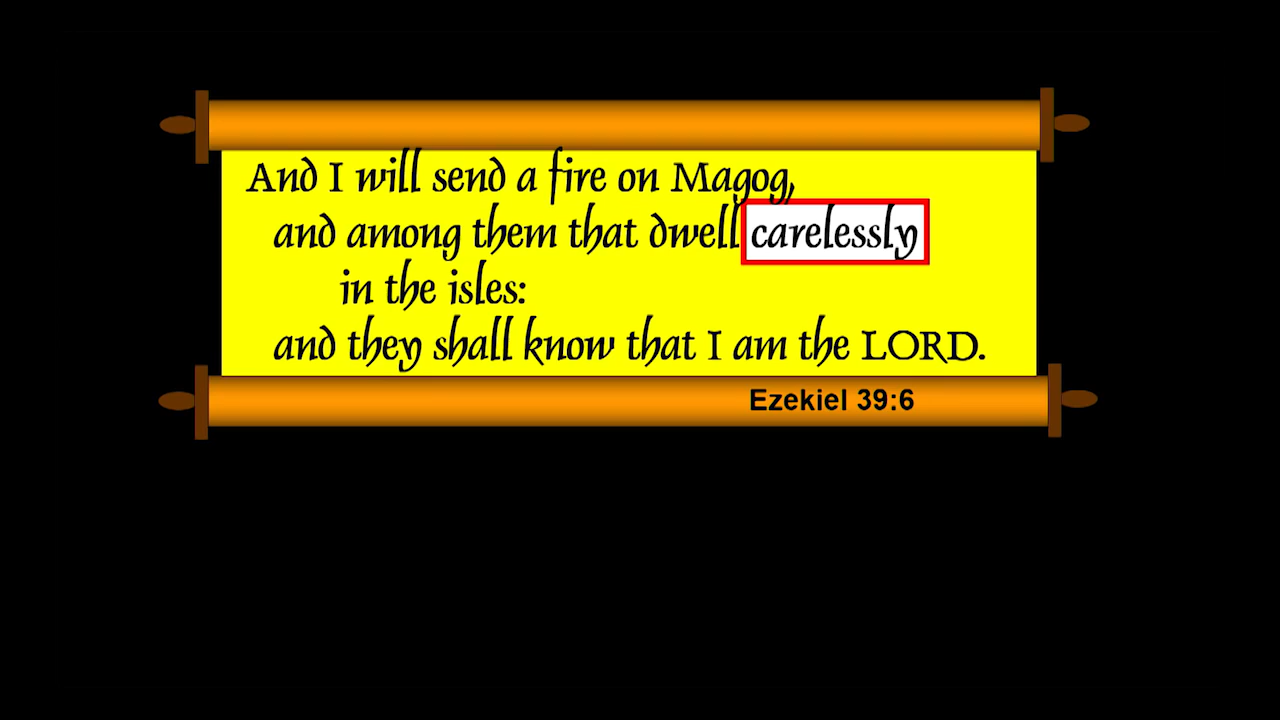 And I will send a fire on Magog,
and among them that dwell carelessly
in the isles:
and they shall know that I am the LORD.
Ezekiel 39:6